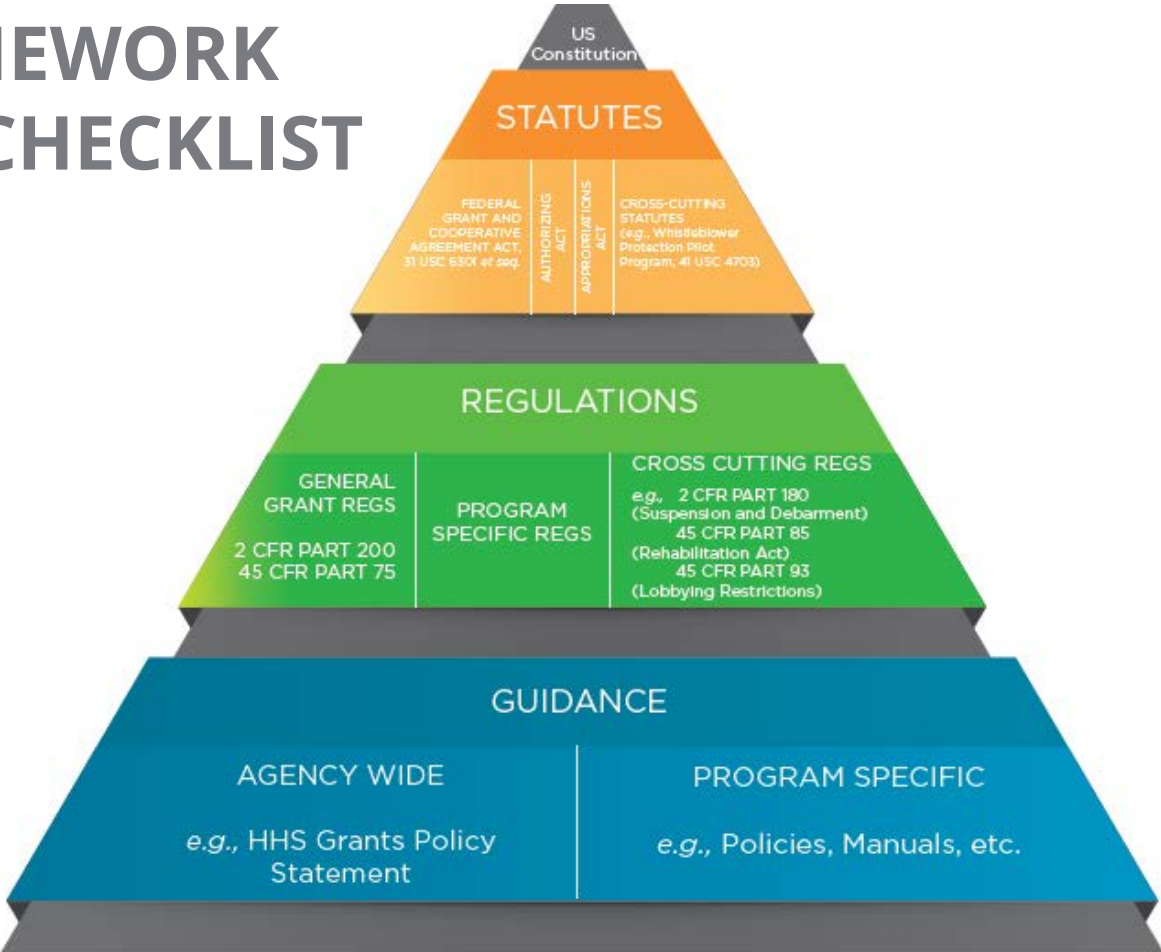 IEWORK
CHECKLIST
US
Constitution
STATUTES
FEDERAL
GRANT AND
COOPERATIVE
AGREEMENT ACT,
31 USC 6301 et seq.
AUTHORIZING
ACT
APPROPRIATIONS
ACT
CROSS-CUTTING
STATUTES
(e.g., Whistleblower
Protection Pilot
Program, 41 USC 4703)
REGULATIONS
GENERAL
GRANT REGS
2 CFR PART 200
45 CFR PART 75
PROGRAM
SPECIFIC REGS
CROSS CUTTING REGS
e.g., 2 CFR PART 180
(Suspension and Debarment)
45 CFR PART 85
(Rehabilitation Act)
45 CFR PART 93
(Lobbying Restrictions)
GUIDANCE
AGENCY WIDE
e.g., HHS Grants Policy
Statement
PROGRAM SPECIFIC
e.g., Policies, Manuals, etc.